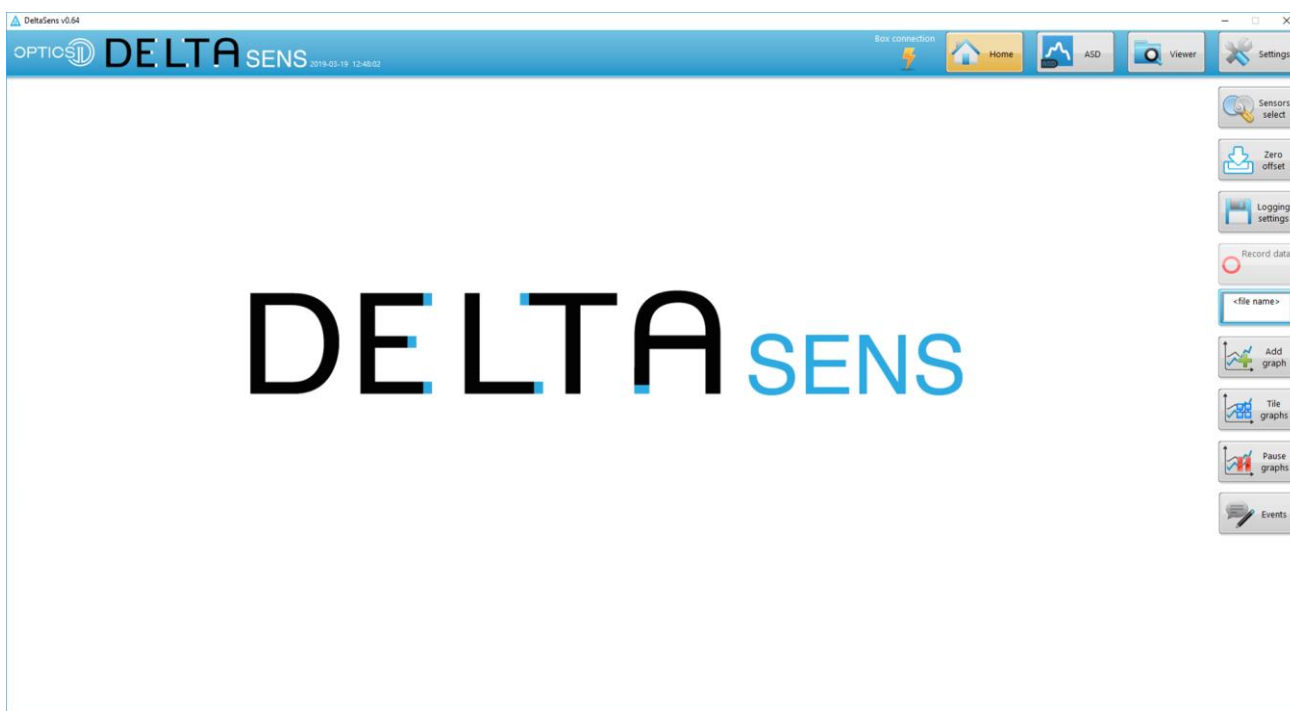 DeltaSens v0.64
OPTICS11 DELTA SENS 2019-03-19 12:48:02
Box connection
Home
ASD
Viewer
Settings
Sensors
select
Zero
offset
Logging
settings
Record data
<file name>
Add
graph
Tile
graphs
Pause
graphs
Events
DELTA SENS